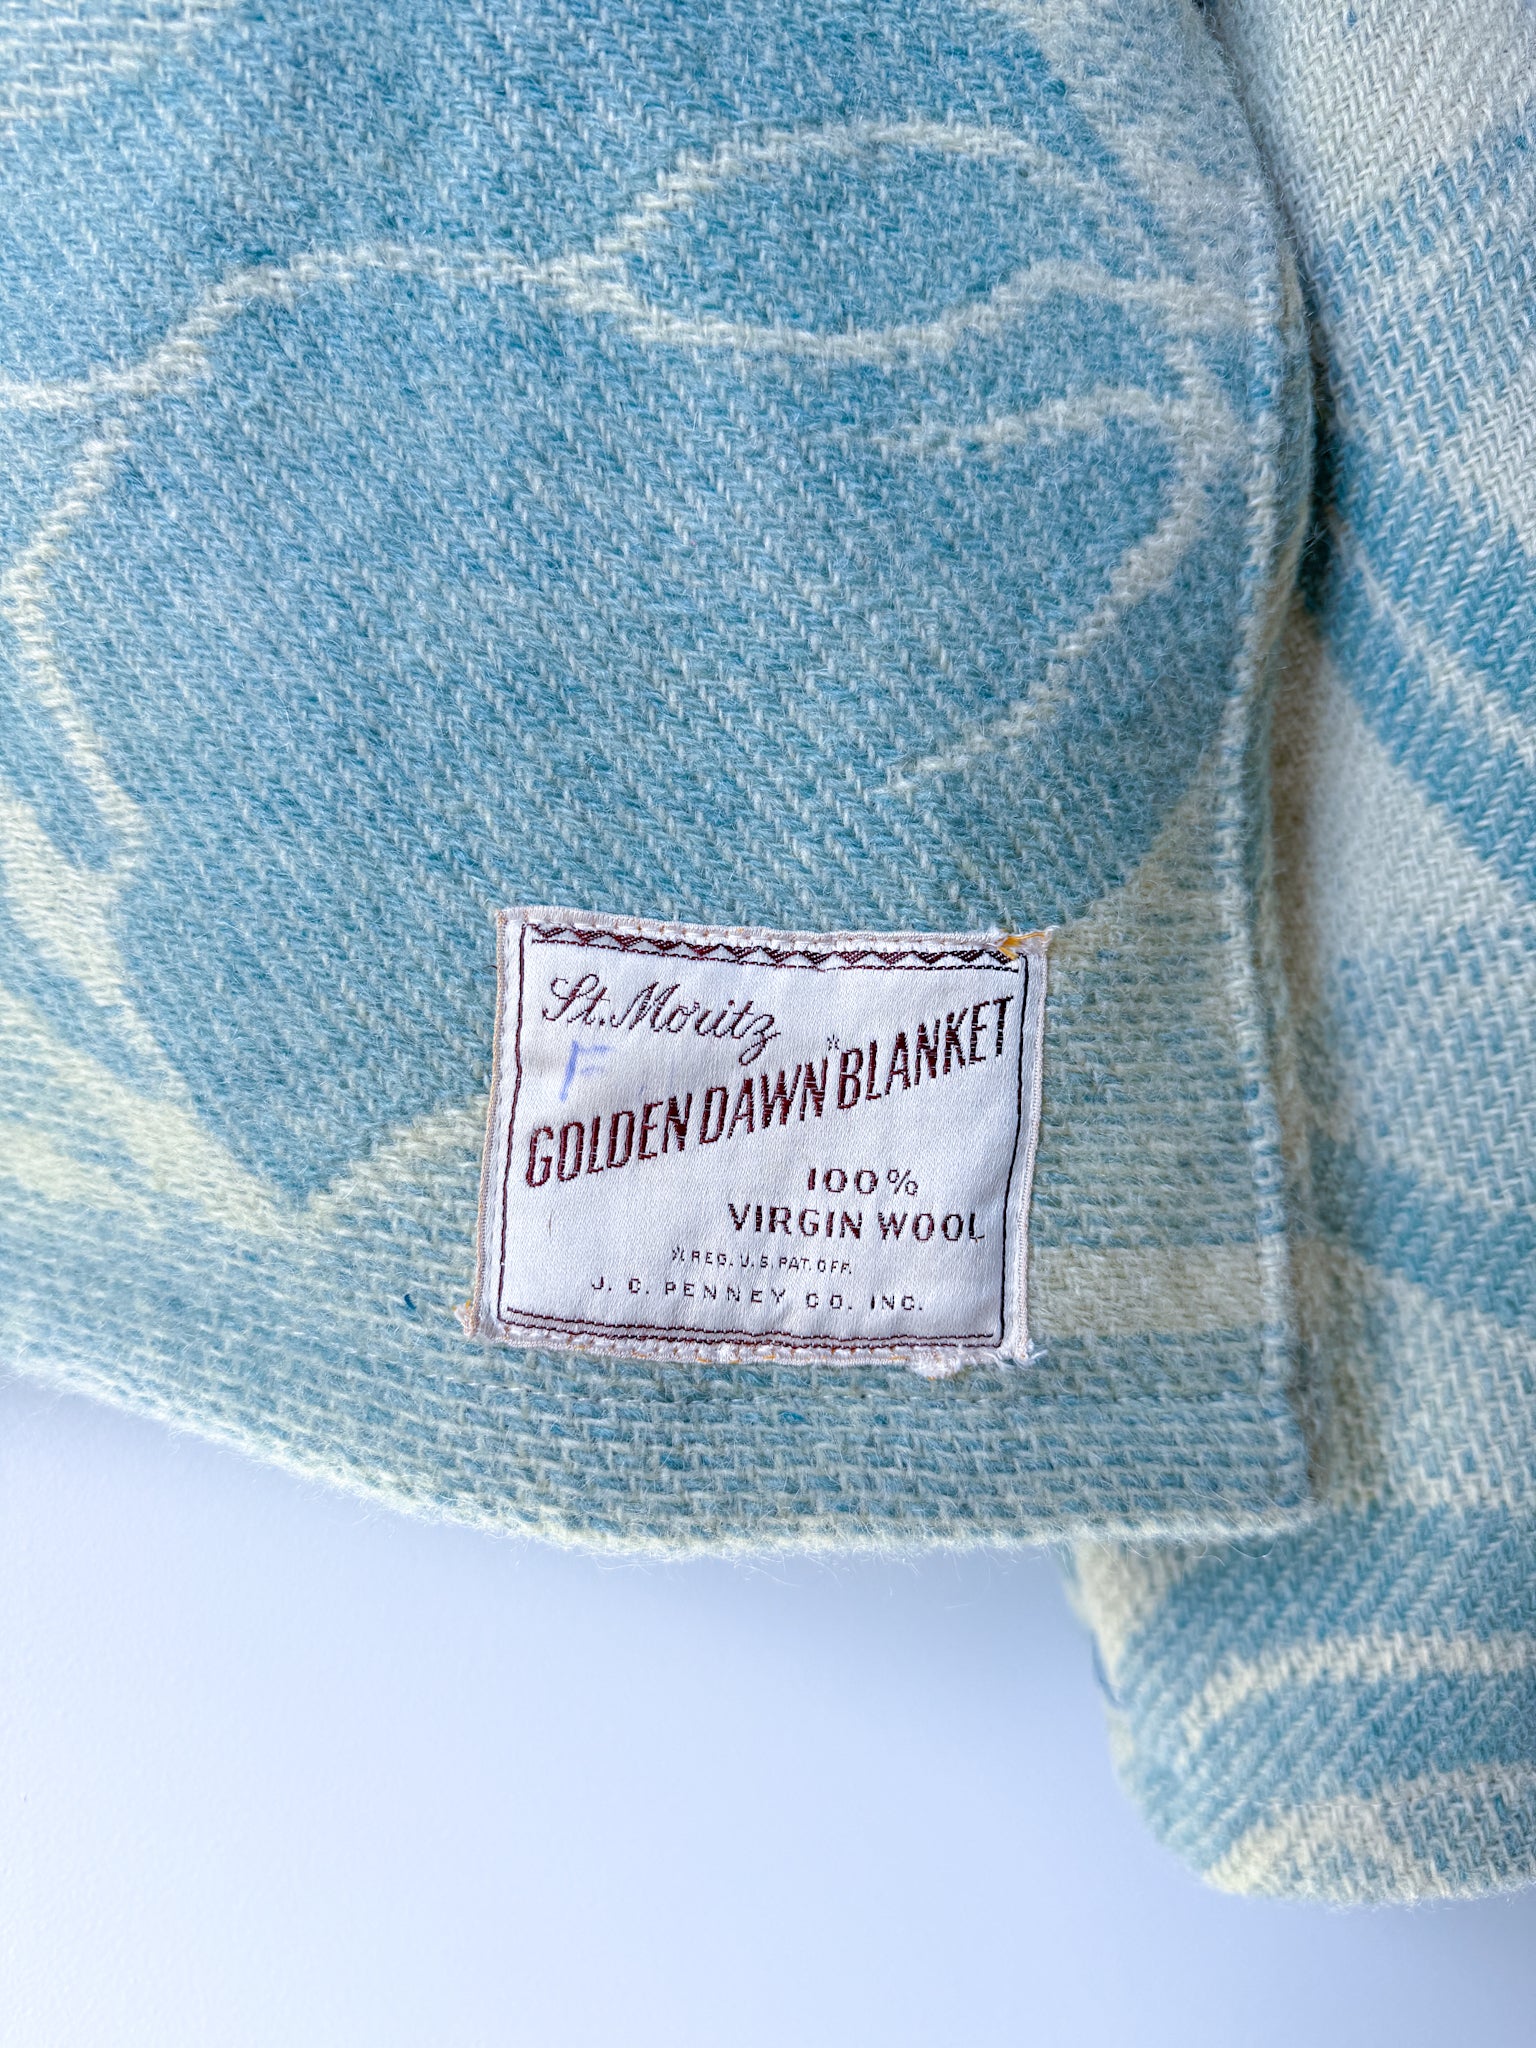 St. Moritz
F
GOLDEN DAWN* BLANKET
100%
VIRGIN WOOL
* REG. U. S. PAT. OFF.
J. C. PENNEY CO. INC.